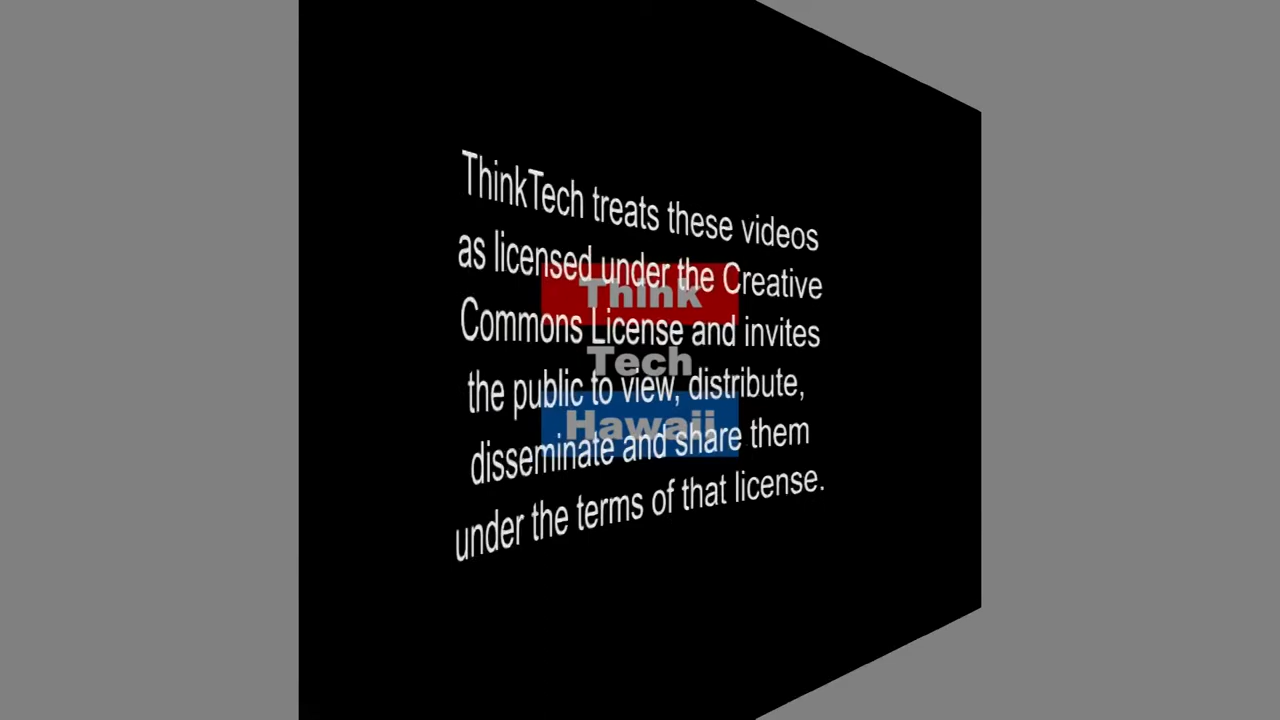 ThinkTech treats these videos
as licensed under the Creative
Commons License and invites
the public to view, distribute,
disseminate and share them
under the terms of that license.
Think
Tech
Hawaii